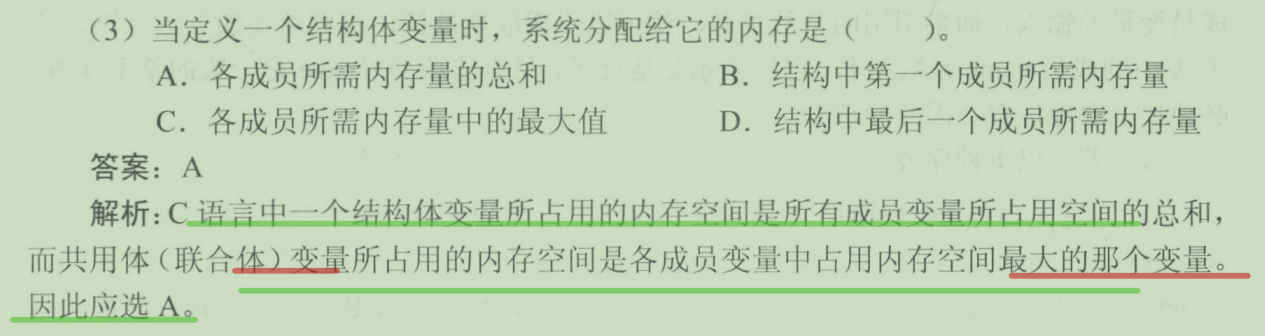 （3）当定义一个结构体变量时，系统分配给它的内存是（　　）。
A．各成员所需内存量的总和　　B．结构中第一个成员所需内存量
C．各成员所需内存量中的最大值　　D．结构中最后一个成员所需内存量
答案：A
解析：C 语言中一个结构体变量所占用的内存空间是所有成员变量所占用空间的总和，
而共用体（联合体）变量所占用的内存空间是各成员变量中占用内存空间最大的那个变量。
因此应选 A。